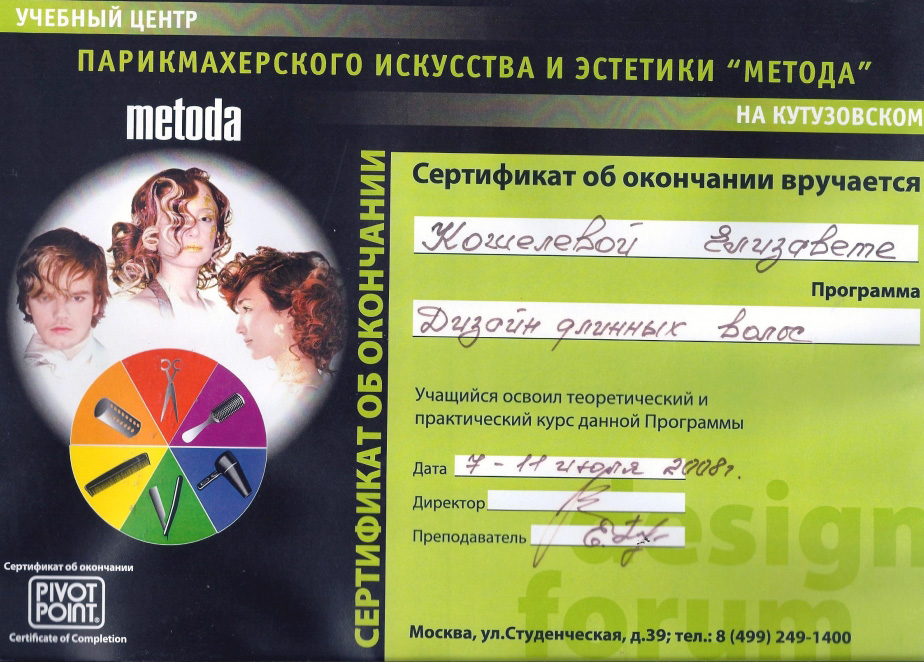 УЧЕБНЫЙ ЦЕНТР
ПАРИКМАХЕРСКОГО ИСКУССТВА И ЭСТЕТИКИ “МЕТОДА”
НА КУТУЗОВСКОМ
metoda
СЕРТИФИКАТ ОБ ОКОНЧАНИИ
Сертификат об окончании вручается
Кошелевой Елизавете
Программа
Дизайн длинных волос
Учащийся освоил теоретический и
практический курс данной Программы
Дата 7 - 11 июля 2008г.
Директор
Преподаватель
design
forum
Сертификат об окончании
PIVOT
POINT.
Certificate of Completion
Москва, ул.Студенческая, д.39; тел.: 8 (499) 249-1400